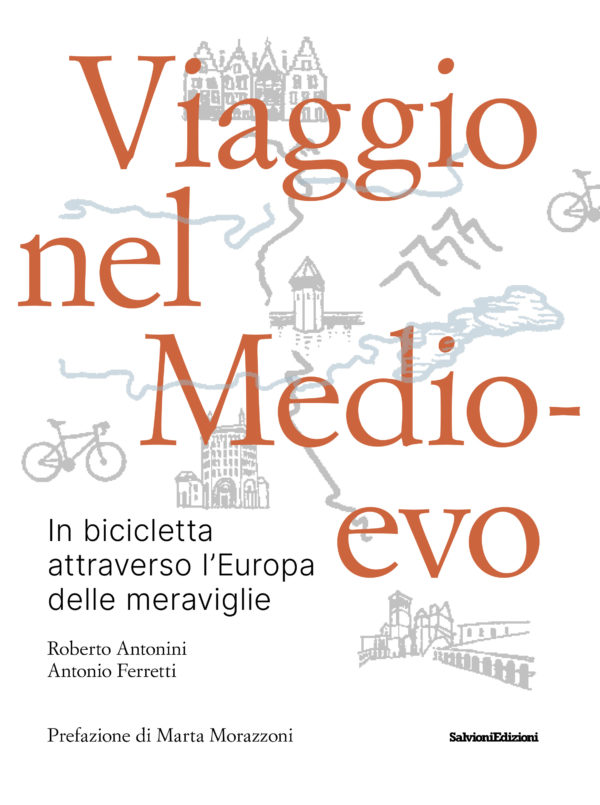 Viaggio
nel
Medio-
evo
In bicicletta
attraverso l’Europa
delle meraviglie
Roberto Antonini
Antonio Ferretti
Prefazione di Marta Morazzoni
SalvioniEdizioni